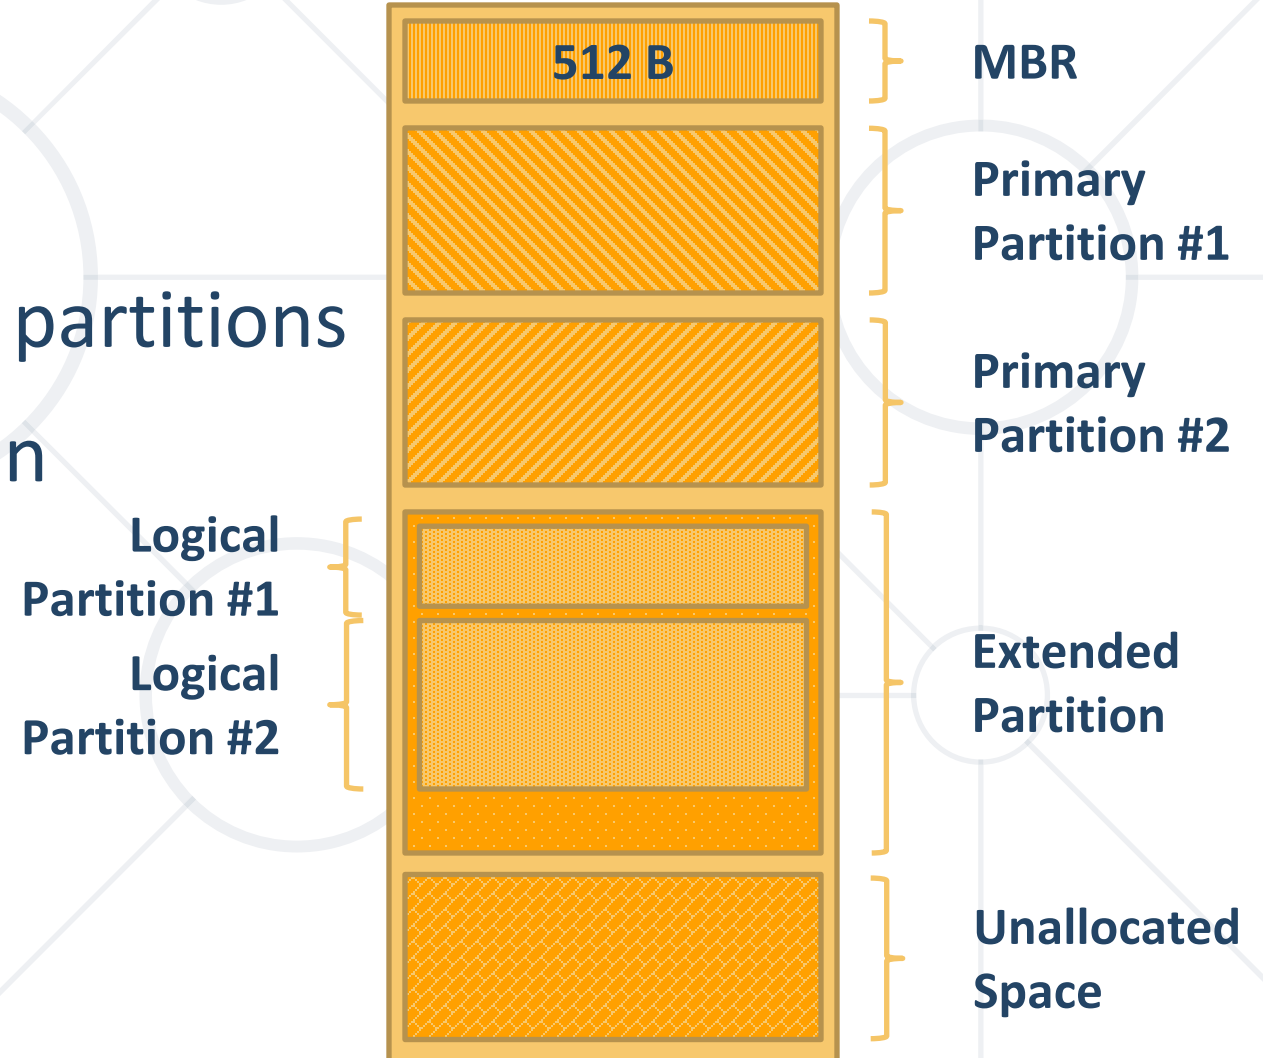 512 B
MBR
Primary
Partition #1
partitions
Primary
Partition #2
n
Logical
Partition #1
Logical
Partition #2
Extended
Partition
Unallocated
Space